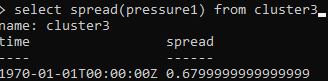 > select spread(pressure1) from cluster3
name: cluster3
time                 spread
----                 ------
1970-01-01T00:00:00Z 0.6799999999999999